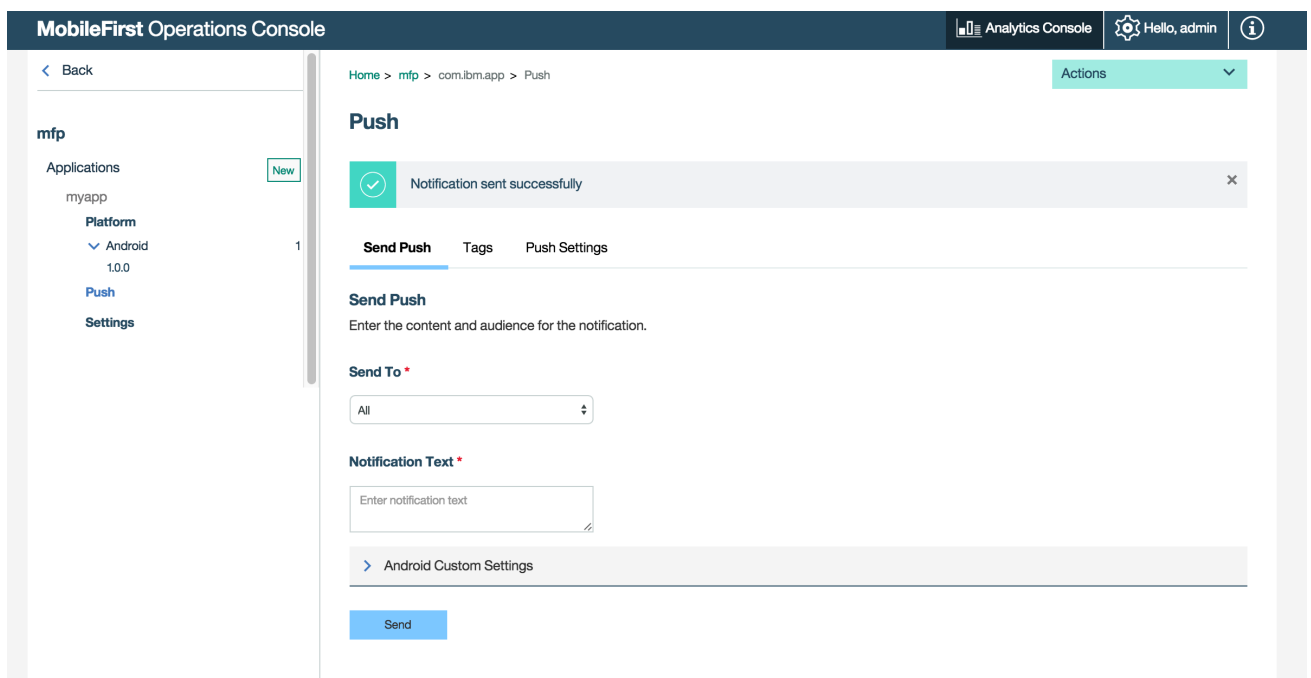 MobileFirst Operations Console
Analytics Console
Hello, admin
Back
mfp
Applications
New
myapp
Platform
Android 1
1.0.0
Push
Settings
Home > mfp > com.ibm.app > Push
Actions
Push
Notification sent successfully
Send Push Tags Push Settings
Send Push
Enter the content and audience for the notification.
Send To *
All
Notification Text *
Enter notification text
Android Custom Settings
Send